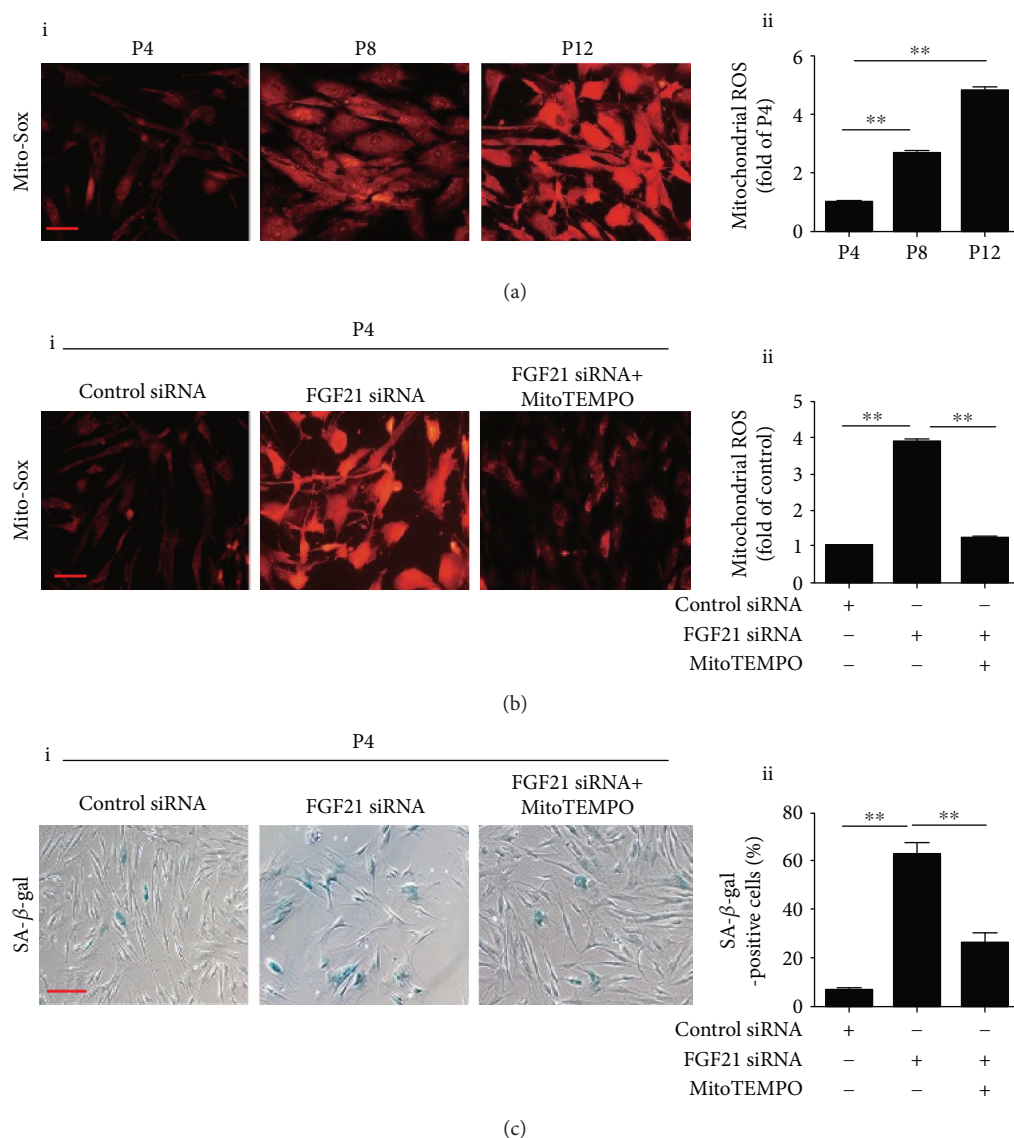 i
P4
P8
P12
Mito-Sox
ii
Mitochondrial ROS
(fold of P4)
6
4
2
0
**
**
P4
P8
P12
(a)
i
P4
Control siRNA
FGF21 siRNA
FGF21 siRNA+
MitoTEMPO
Mito-Sox
ii
Mitochondrial ROS
(fold of control)
5
4
3
2
1
0
**
**
Control siRNA + − −
FGF21 siRNA − + +
MitoTEMPO − − +
(b)
i
P4
Control siRNA
FGF21 siRNA
FGF21 siRNA+
MitoTEMPO
SA-β-gal
ii
SA-β-gal
-positive cells (%)
80
60
40
20
0
**
**
Control siRNA + − −
FGF21 siRNA − + +
MitoTEMPO − − +
(c)